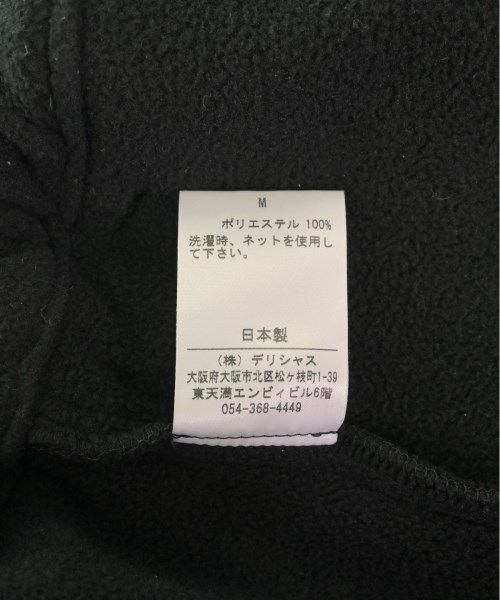 M
ポリエステル 100%
洗濯時、ネットを使用し
て下さい。
日本製
(株) デリシャス
大阪府大阪市北区松ヶ枝町1-39
東天満エンビィビル6階
054-368-4449